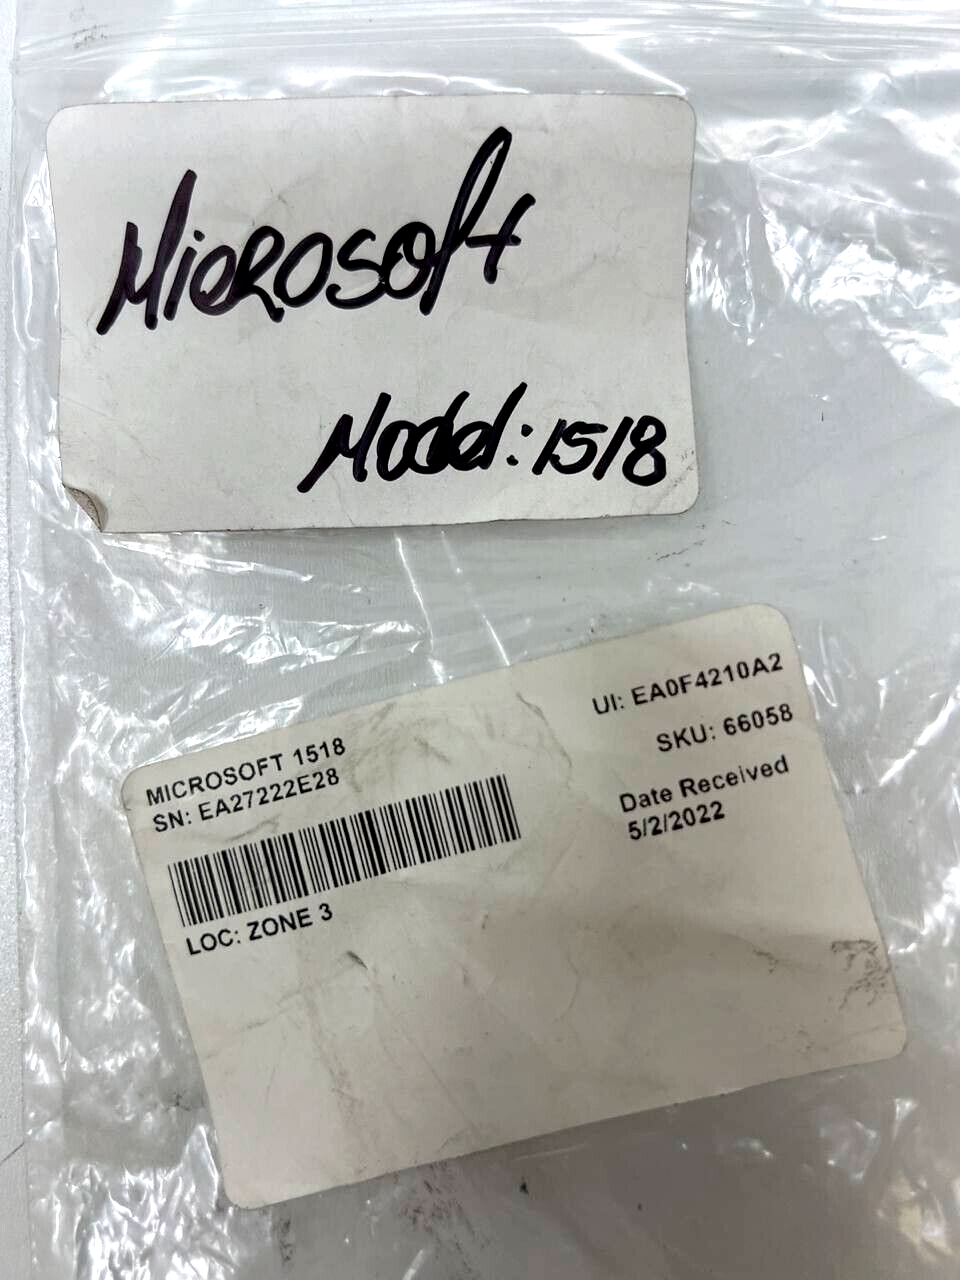 Microsoft
Model: 1518
MICROSOFT 1518
SN: EA27222E28
LOC: ZONE 3
UI: EA0F4210A2
SKU: 66058
Date Received
5/2/2022